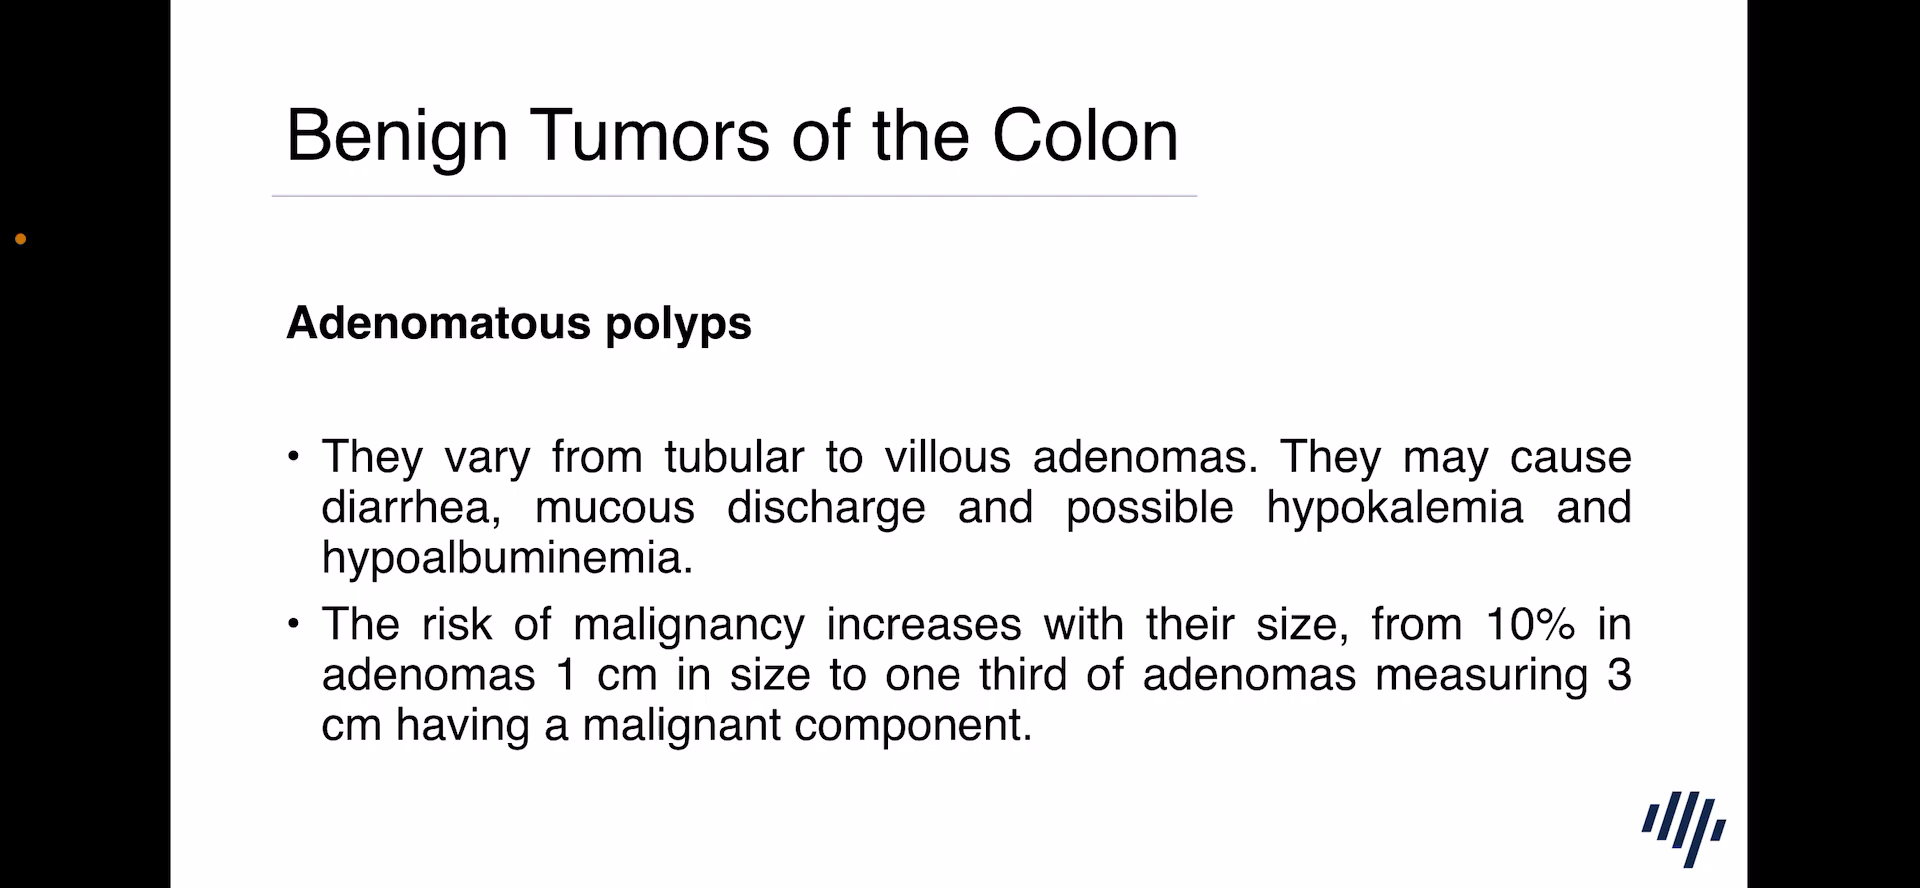 Benign Tumors of the Colon
Adenomatous polyps
• They vary from tubular to villous adenomas. They may cause
diarrhea, mucous discharge and possible hypokalemia and
hypoalbuminemia.
• The risk of malignancy increases with their size, from 10% in
adenomas 1 cm in size to one third of adenomas measuring 3
cm having a malignant component.